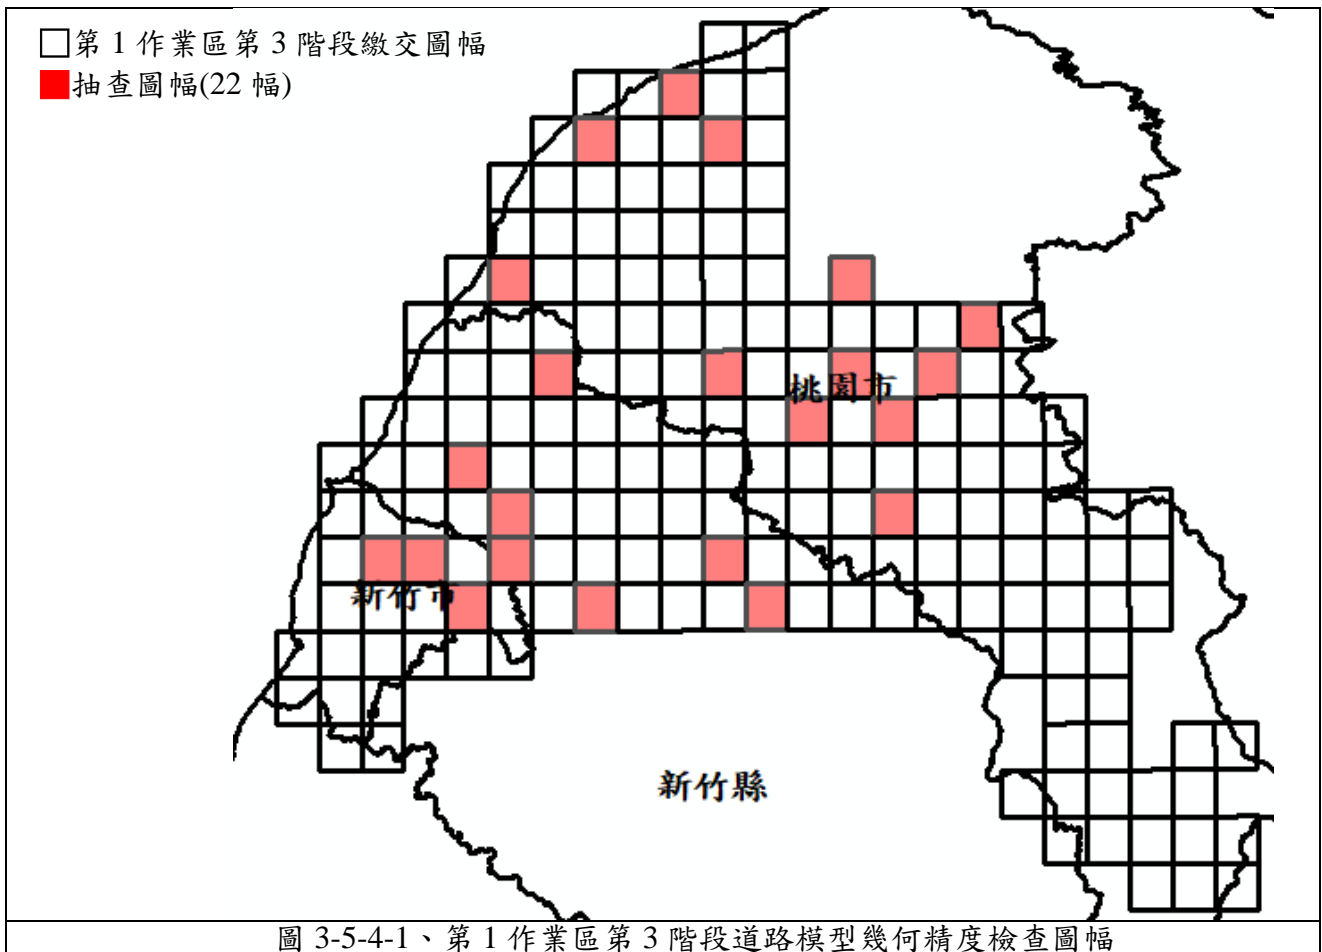 第 1 作業區第 3 階段繳交圖幅
抽查圖幅(22 幅)
桃園市
新竹市
新竹縣
圖 3-5-4-1、第 1 作業區第 3 階段道路模型幾何精度檢查圖幅